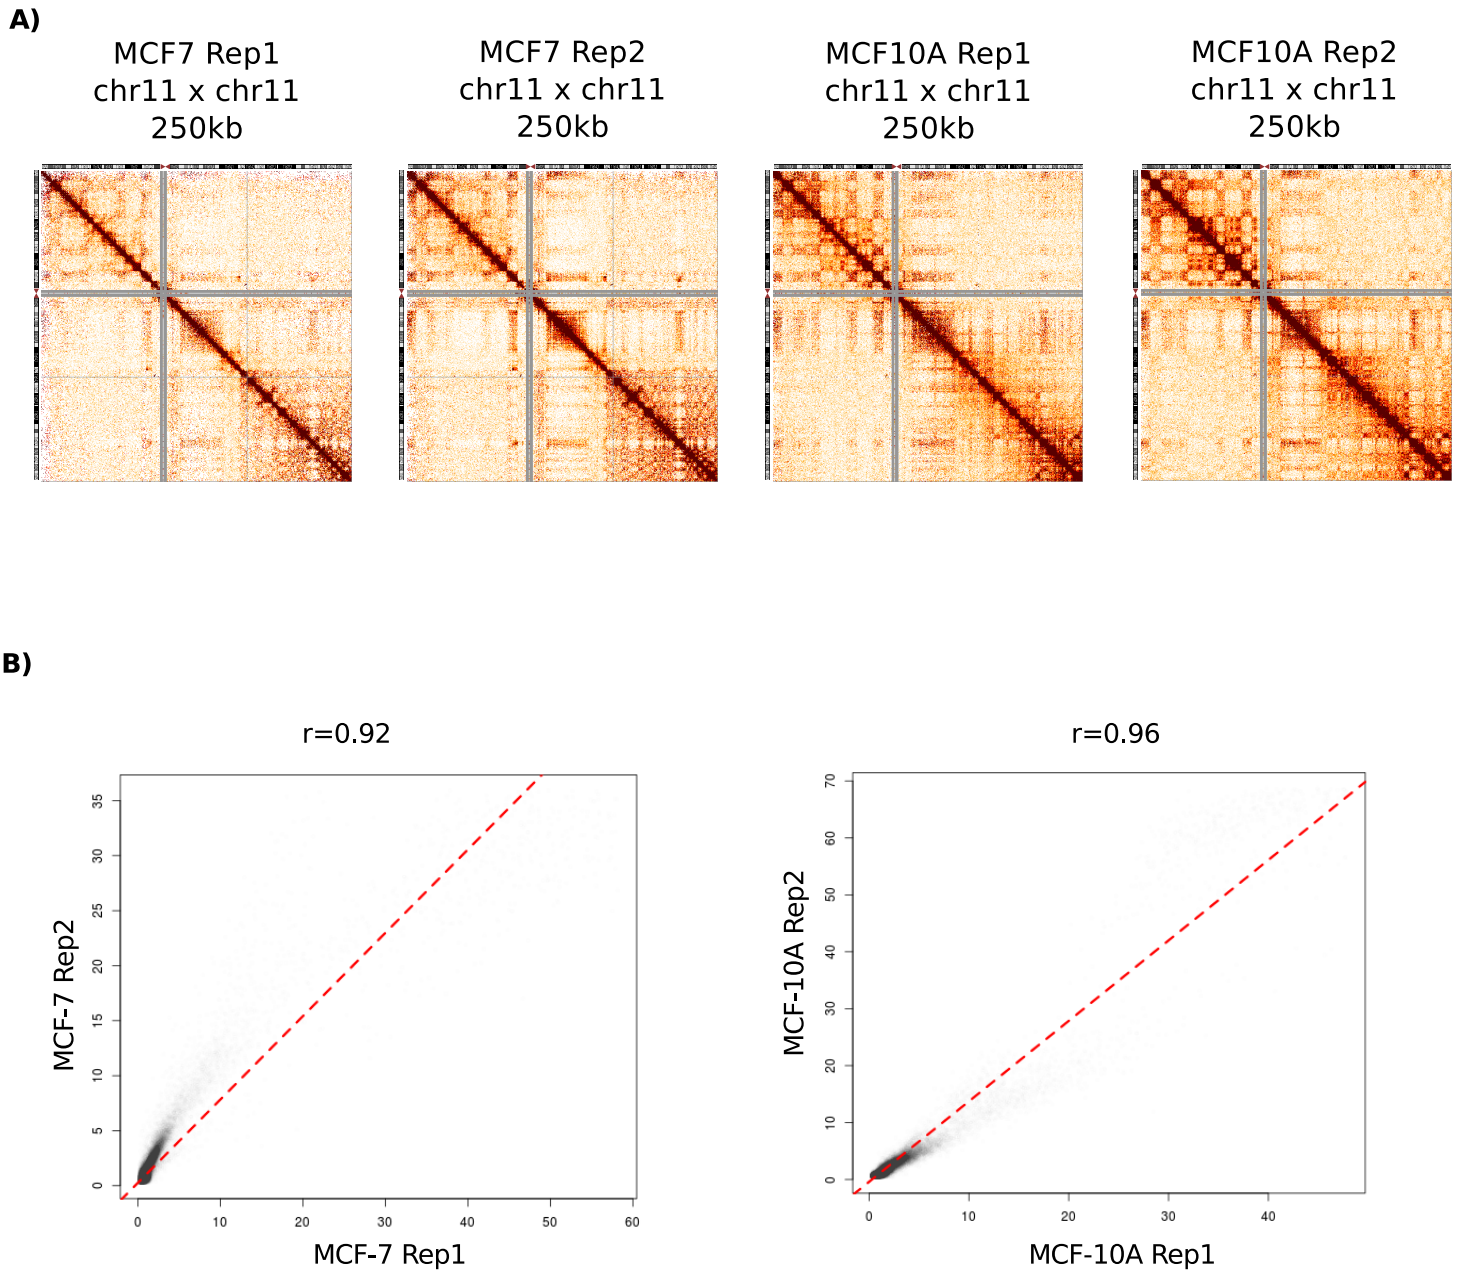 A)
MCF7 Rep1
chr11 x chr11
250kb
MCF7 Rep2
chr11 x chr11
250kb
MCF10A Rep1
chr11 x chr11
250kb
MCF10A Rep2
chr11 x chr11
250kb
B)
r=0.92
MCF-7 Rep2
35
30
25
20
15
10
5
0
0 10 20 30 40 50 60
MCF-7 Rep1
r=0.96
MCF-10A Rep2
70
60
50
40
30
20
10
0
0 10 20 30 40
MCF-10A Rep1